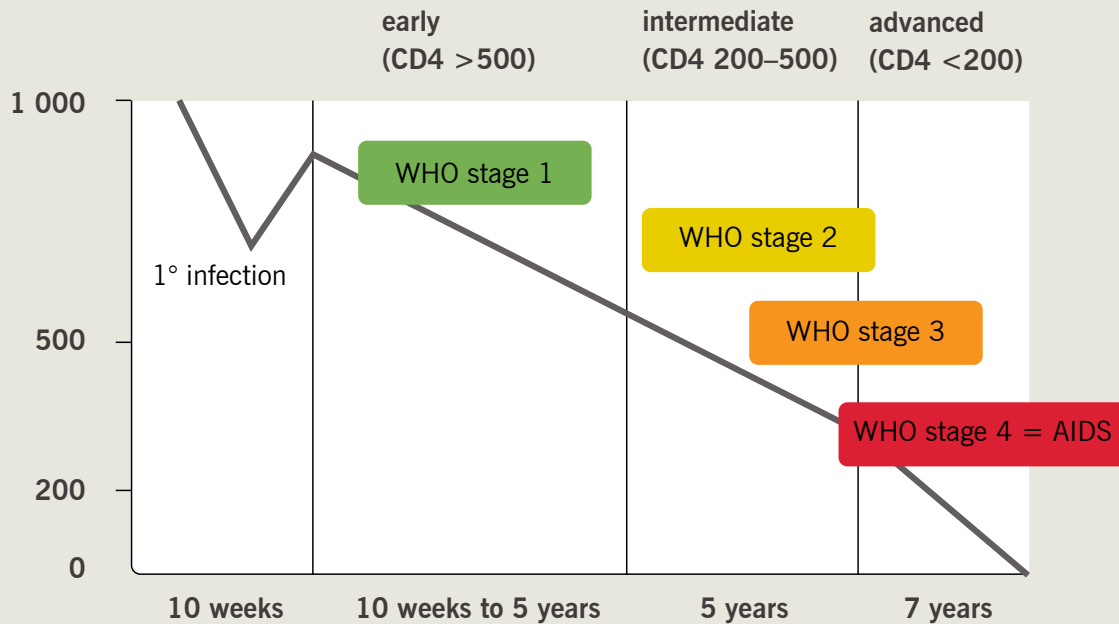 early
(CD4 >500)
intermediate
(CD4 200–500)
advanced
(CD4 <200)
1 000
WHO stage 1
WHO stage 2
1° infection
500
WHO stage 3
WHO stage 4 = AIDS
200
0
10 weeks
10 weeks to 5 years
5 years
7 years